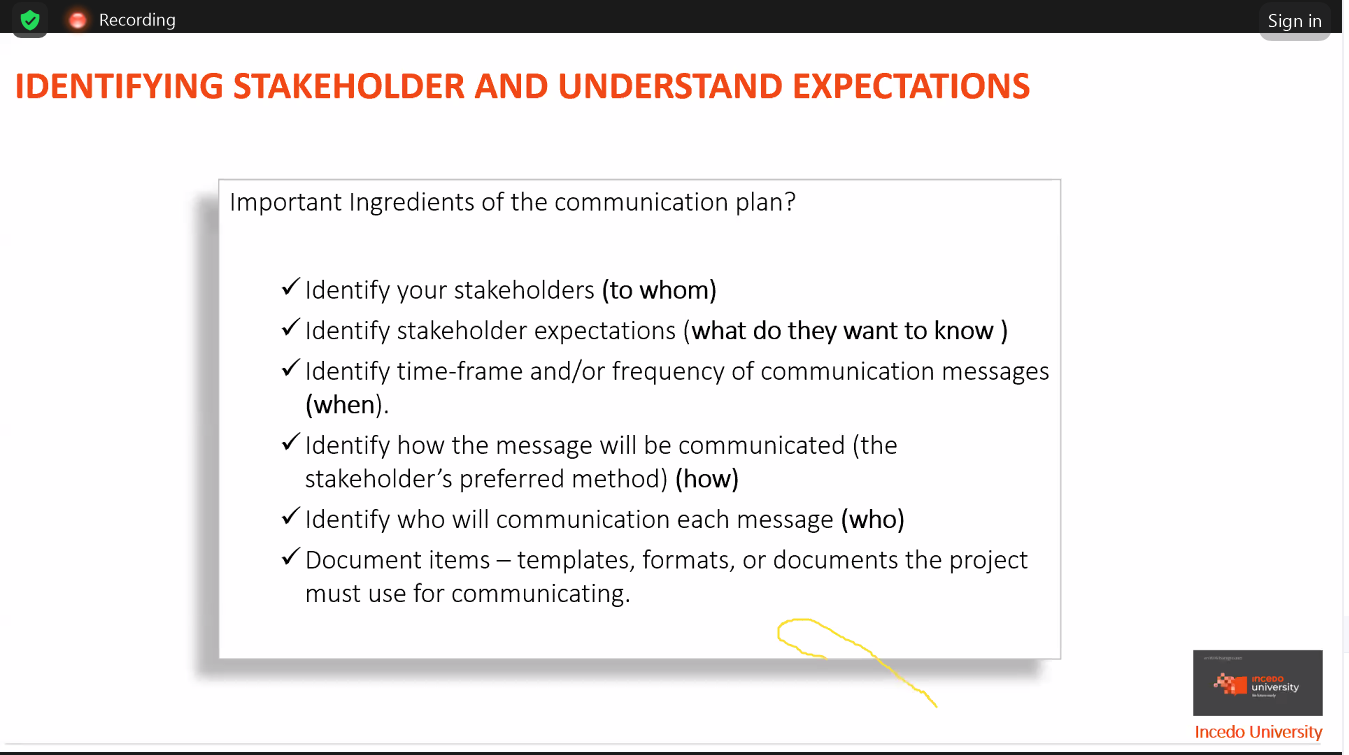 Recording
Sign in
IDENTIFYING STAKEHOLDER AND UNDERSTAND EXPECTATIONS
Important Ingredients of the communication plan?
✓ Identify your stakeholders (to whom)
✓ Identify stakeholder expectations (what do they want to know )
✓ Identify time-frame and/or frequency of communication messages
(when).
✓ Identify how the message will be communicated (the
stakeholder’s preferred method) (how)
✓ Identify who will communication each message (who)
✓ Document items – templates, formats, or documents the project
must use for communicating.
incedo
university
Incedo University